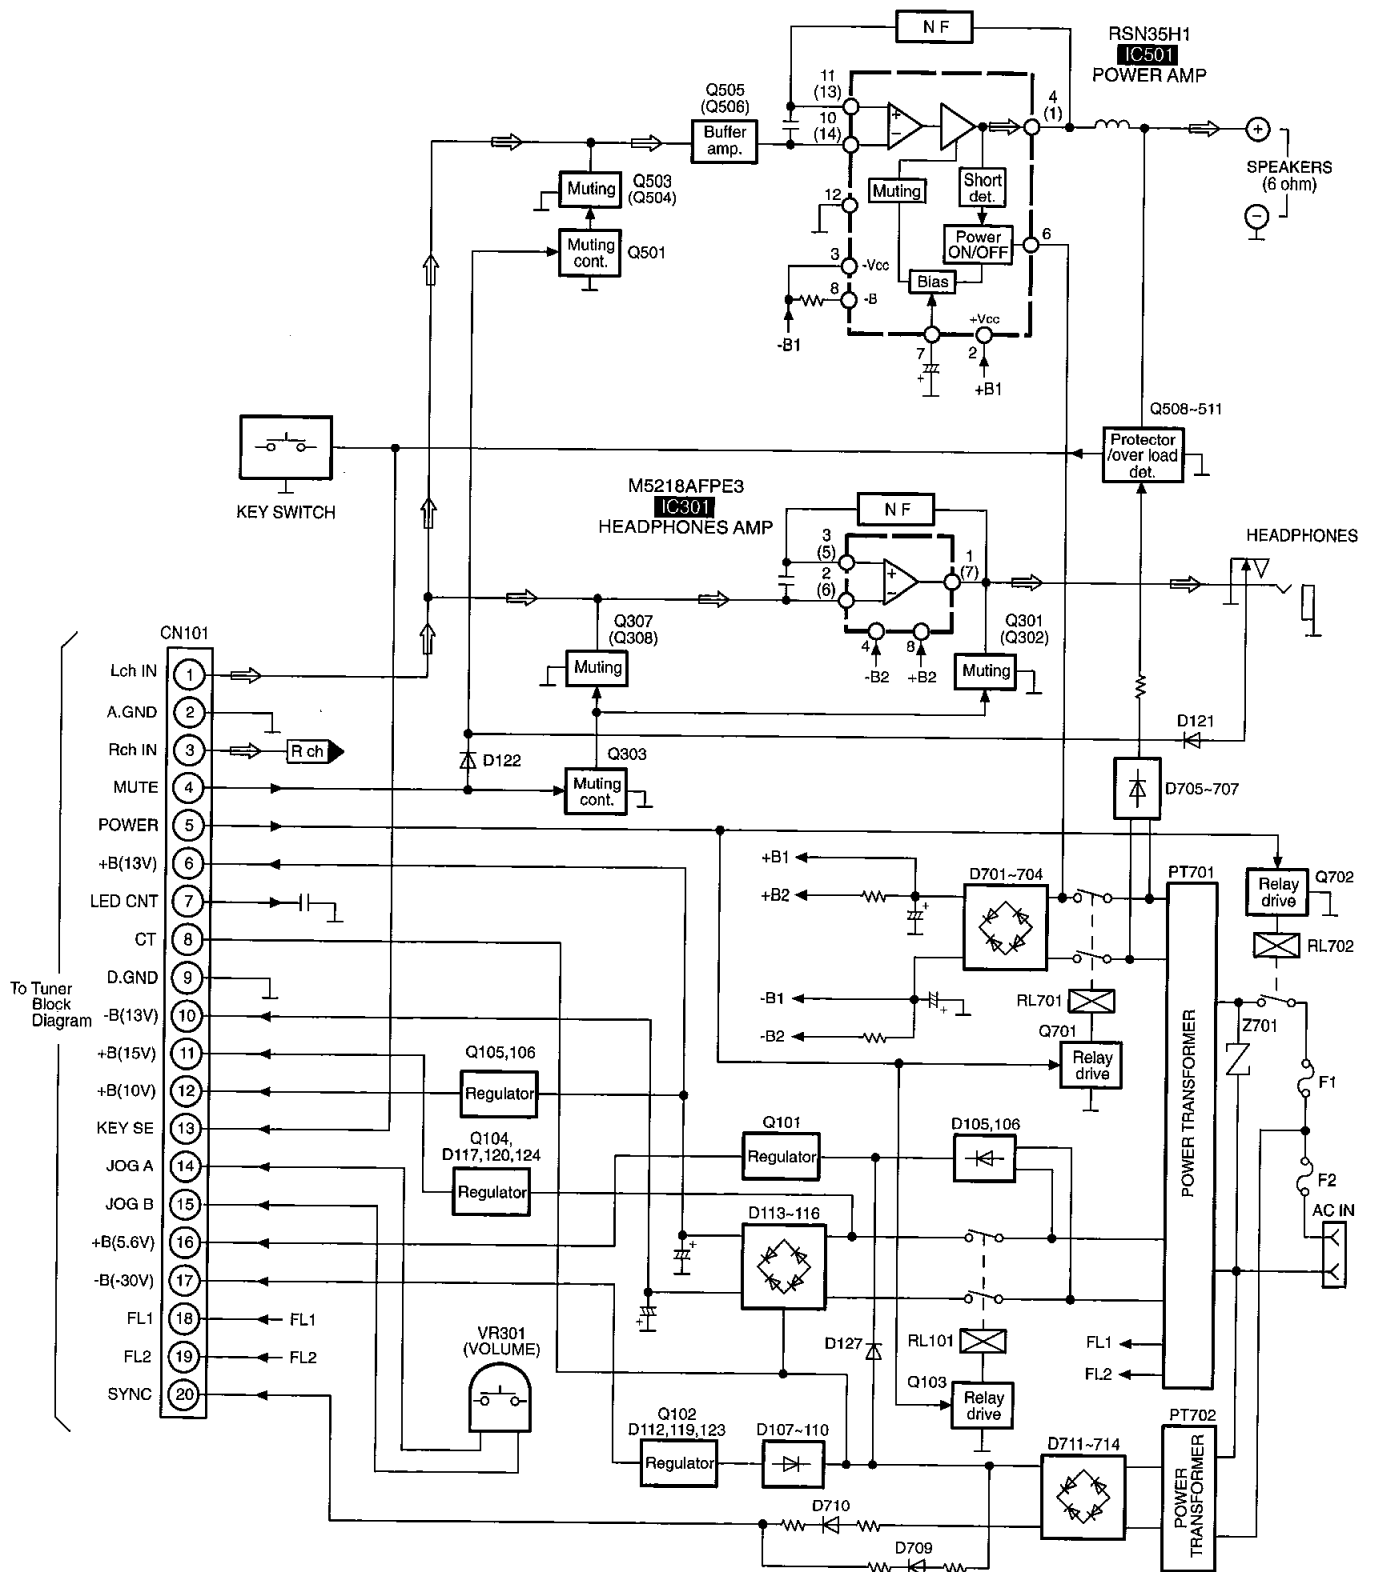 N F
RSN35H1
IC501
POWER AMP
Q505
(Q506)
Buffer
amp.
11
(13)
10
(14)
+
−
4
(1)
+
SPEAKERS
(6 ohm)
−
Muting
Q503
(Q504)
Muting
cont.
Q501
12
Muting
Short
det.
Power
ON/OFF
6
3
-Vcc
8
-B
Bias
+Vcc
-B1
7
2
+
+B1
Q508~511
Protector
/over load
det.
KEY SWITCH
M5218AFPE3
IC301
HEADPHONES AMP
N F
3
(5)
2
(6)
+
−
1
(7)
HEADPHONES
4
8
-B2
+B2
Q307
(Q308)
Muting
Q301
(Q302)
Muting
CN101
Lch IN
1
A.GND
2
Rch IN
3
R ch
MUTE
4
POWER
5
+B(13V)
6
LED CNT
7
CT
8
D.GND
9
-B(13V)
10
+B(15V)
11
+B(10V)
12
KEY SE
13
JOG A
14
JOG B
15
+B(5.6V)
16
-B(-30V)
17
FL1
18
FL1
FL2
19
FL2
SYNC
20
To Tuner
Block
Diagram
D122
Q303
Muting
cont.
D121
D705~707
+B1
+B2
+
D701~704
PT701
POWER TRANSFORMER
Relay
drive
Q702
RL702
-B1
-B2
+
RL701
Q701
Relay
drive
Z701
F1
F2
AC IN
Q105,106
Regulator
Q104,
D117,120,124
Regulator
Q101
Regulator
D105,106
D113~116
+
+
D127
RL101
Q103
Relay
drive
FL1
FL2
VR301
(VOLUME)
Q102
D112,119,123
Regulator
D107~110
D711~714
PT702
POWER
TRANSFORMER
D710
D709